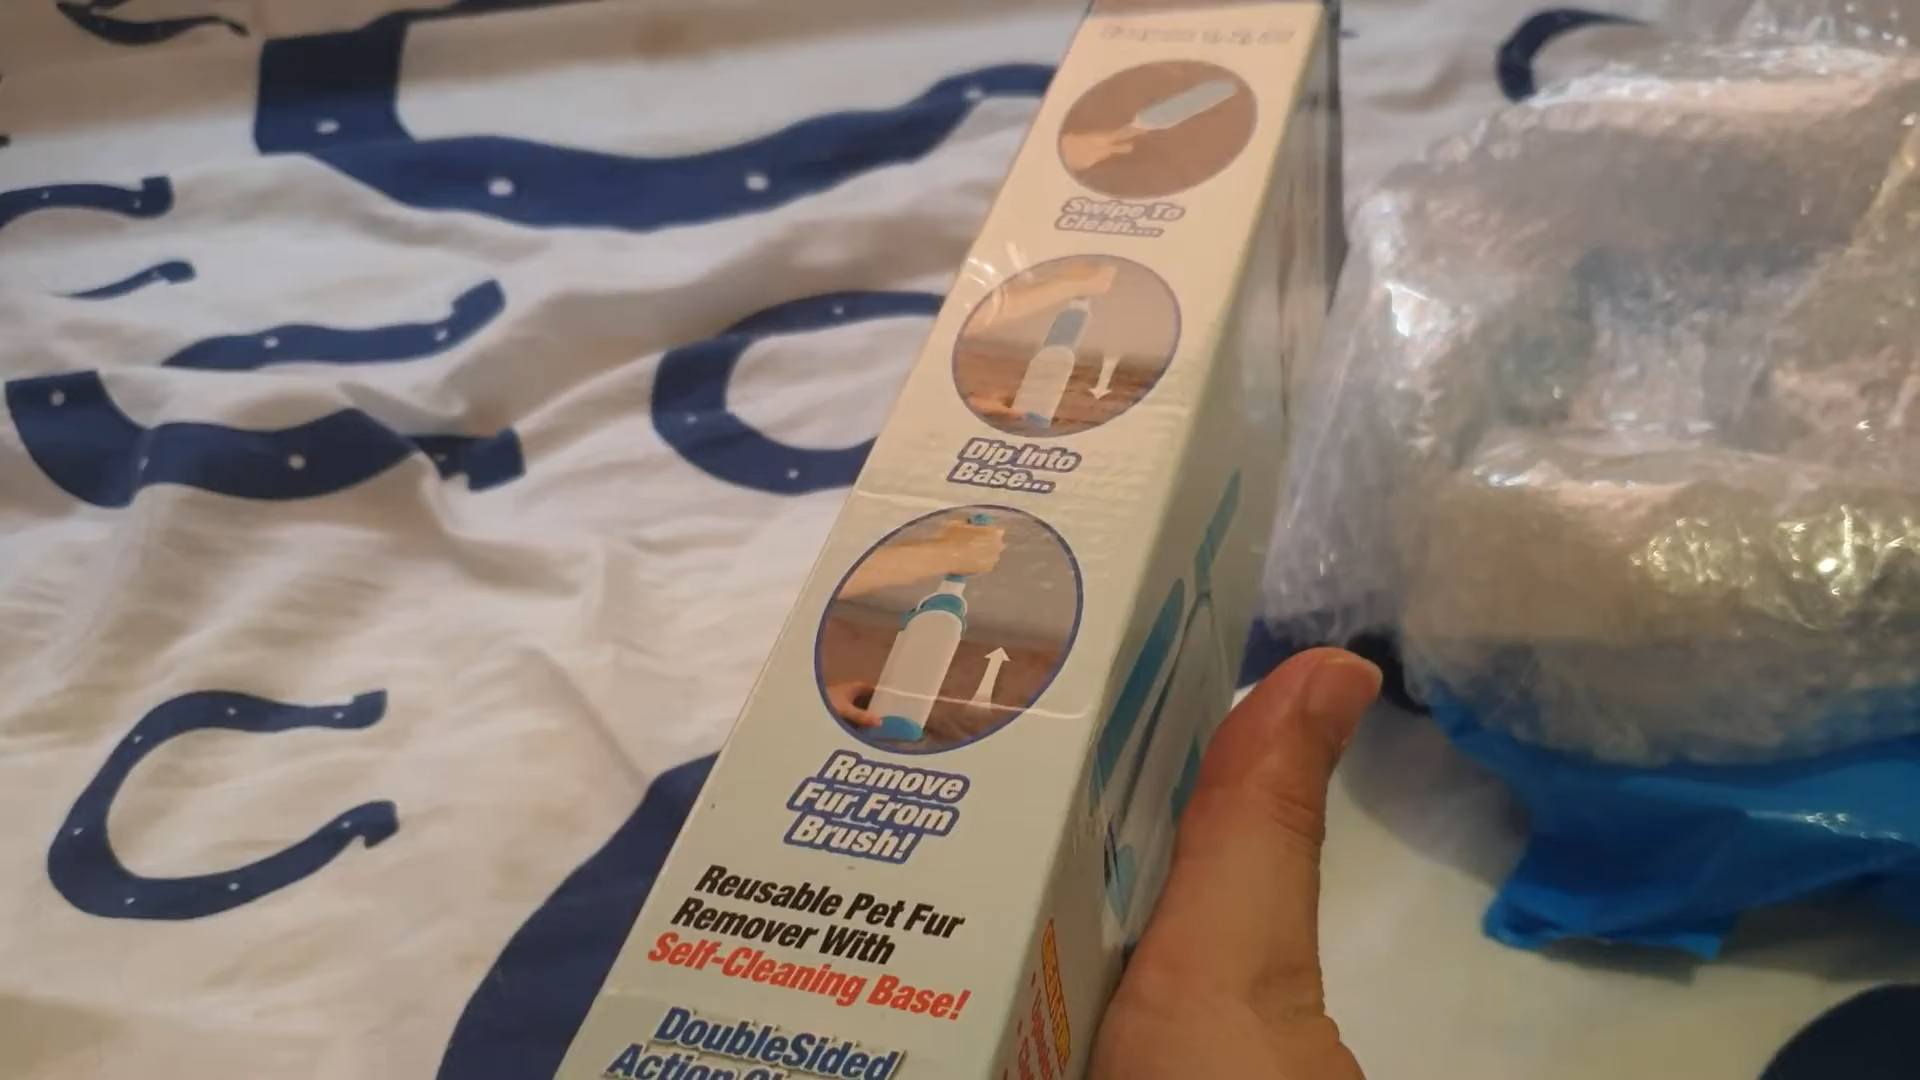 Swipe To
Clean....
Dip Into
Base...
Remove
Fur From
Brush!
Reusable Pet Fur
Remover With
Self-Cleaning Base!
DoubleSided
Action